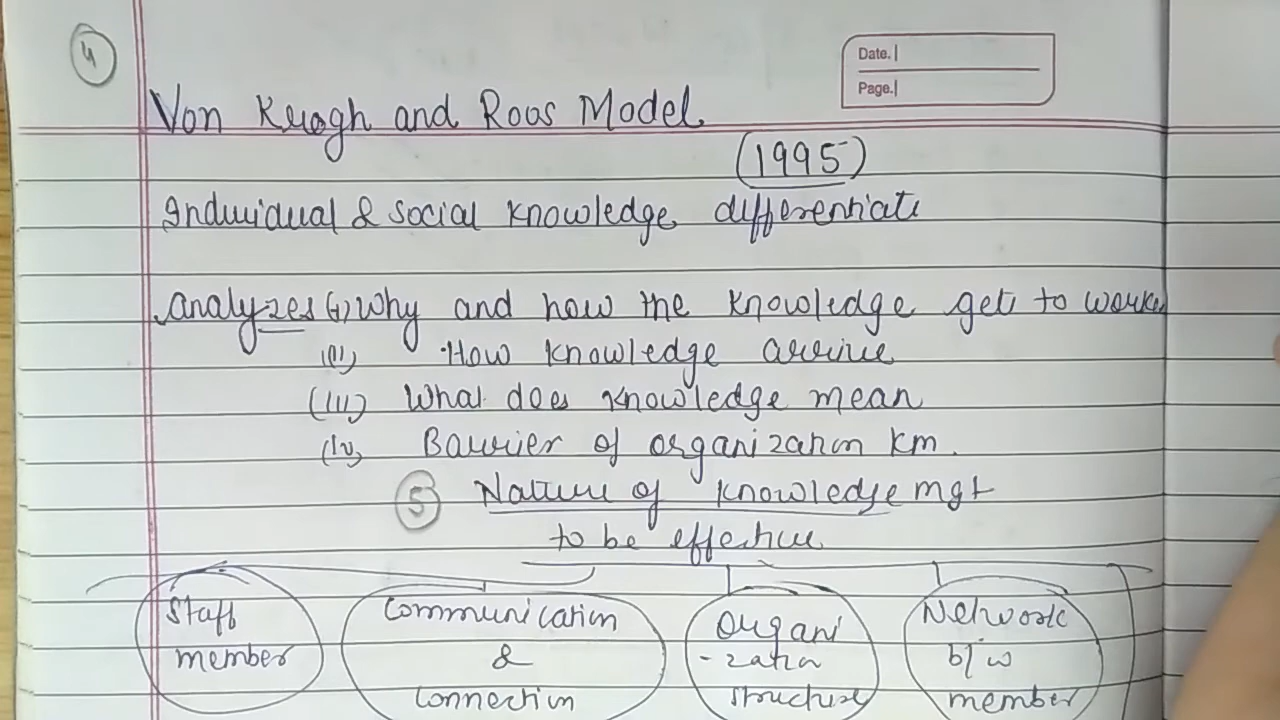 4
Date.
Page.
Von Krogh and Roos Model
(1995)
Individual & social knowledge differentiate
Analyzes (i) Why and how the knowledge gets to worker
(ii) How knowledge arrive
(iii) What does knowledge mean
(iv) Barrier of organization KM.
5 Nature of knowledge mgt
to be effective
Staff
member
Communication
&
Connection
Organi
-zation
structure
Network
b/w
member